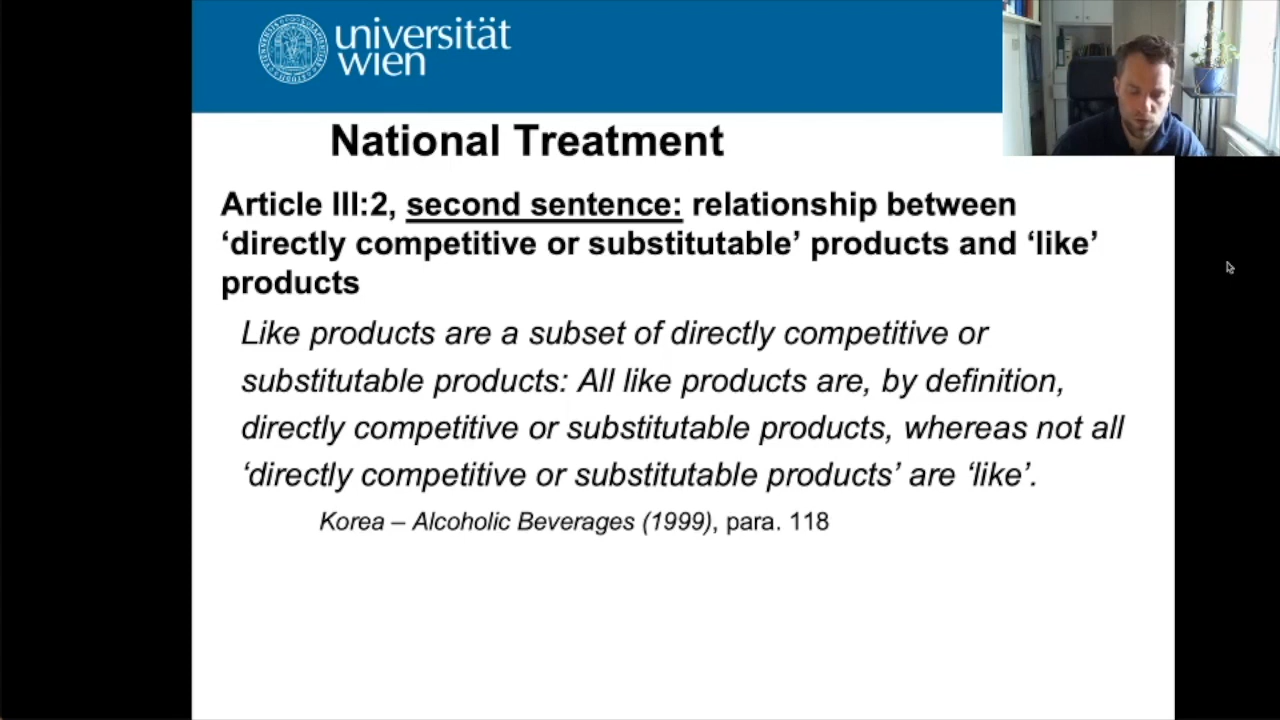 universität
wien
National Treatment
Article III:2, second sentence: relationship between
‘directly competitive or substitutable’ products and ‘like’
products
Like products are a subset of directly competitive or
substitutable products: All like products are, by definition,
directly competitive or substitutable products, whereas not all
‘directly competitive or substitutable products’ are ‘like’.
Korea – Alcoholic Beverages (1999), para. 118